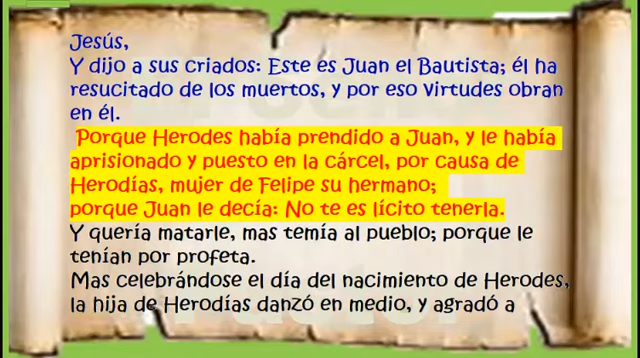 Jesús,
Y dijo a sus criados: Este es Juan el Bautista; él ha
resucitado de los muertos, y por eso virtudes obran
en él.
Porque Herodes había prendido a Juan, y le había
aprisionado y puesto en la cárcel, por causa de
Herodías, mujer de Felipe su hermano;
porque Juan le decía: No te es lícito tenerla.
Y quería matarle, mas temía al pueblo; porque le
tenían por profeta.
Mas celebrándose el día del nacimiento de Herodes,
la hija de Herodías danzó en medio, y agradó a